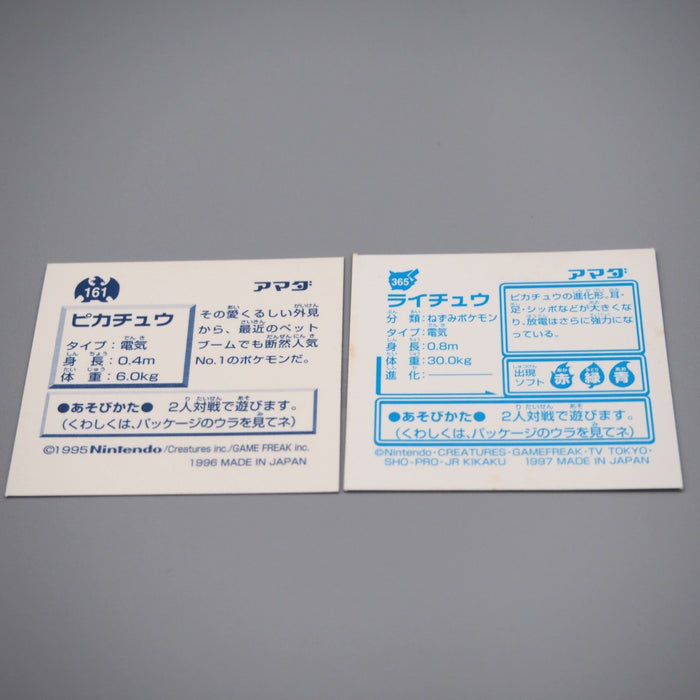 161
アマダ
ピカチュウ
タイプ:電気
身長:0.4m
体重:6.0kg
その愛くるしい外見
から、最近のペット
ブームでも断然人気
No.1のポケモンだ。
●あそびかた● 2人対戦で遊びます。
(くわしくは、パッケージのウラを見てネ)
©1995 Nintendo/Creatures inc./GAME FREAK inc.
1996 MADE IN JAPAN
365
アマダ
ライチュウ
分類:ねずみポケモン
タイプ:電気
身長:0.8m
体重:30.0kg
進化:――――
ピカチュウの進化形。耳・
足・シッポなどが大きくな
り、放電はさらに強力にな
っている。
出現
ソフト
赤 緑 青
●あそびかた● 2人対戦で遊びます。
(くわしくは、パッケージのウラを見てネ)
©Nintendo・CREATURES・GAMEFREAK・TV TOKYO・
SHO-PRO・JR KIKAKU 1997 MADE IN JAPAN